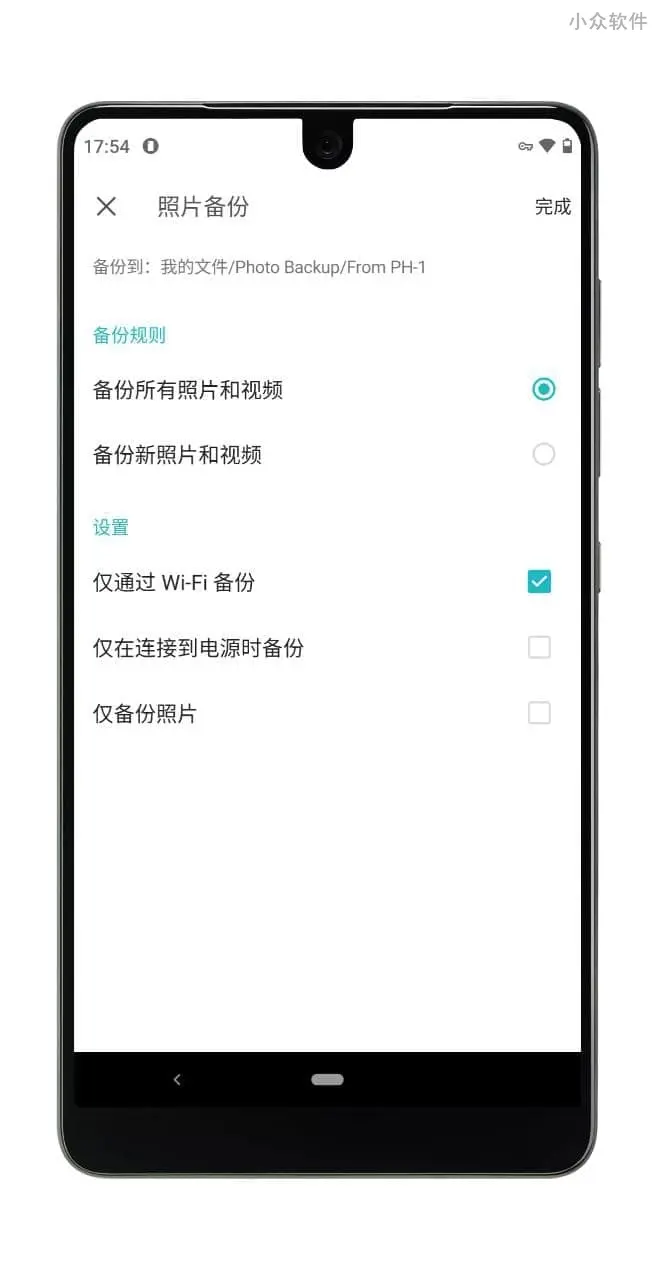 小众软件
17:54
照片备份
完成
备份到：我的文件/Photo Backup/From PH-1
备份规则
备份所有照片和视频
备份新照片和视频
设置
仅通过 Wi-Fi 备份
仅在连接到电源时备份
仅备份照片